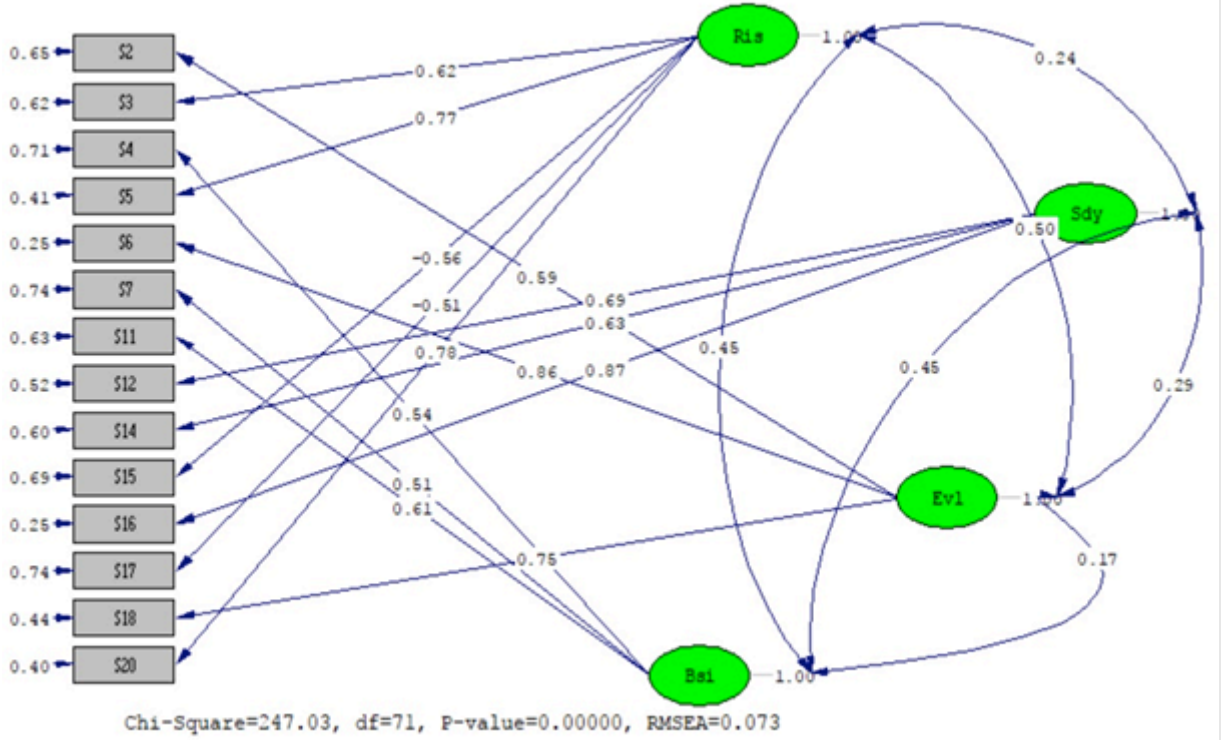 Ris
1.00
0.65 S2
0.24
0.62
0.62 S3
0.77
0.71 S4
0.41 S5
Sdy
0.50
0.25 S6
-0.56
0.59
0.74 S7
0.69
-0.51
0.63
0.63 S11
0.45
0.78
0.86
0.87
0.45
0.29
0.52 S12
0.54
0.60 S14
0.69 S15
0.51
Evl
1.00
0.61
0.25 S16
0.75
0.17
0.74 S17
0.44 S18
0.40 S20
Bsi
1.00
Chi-Square=247.03, df=71, P-value=0.00000, RMSEA=0.073